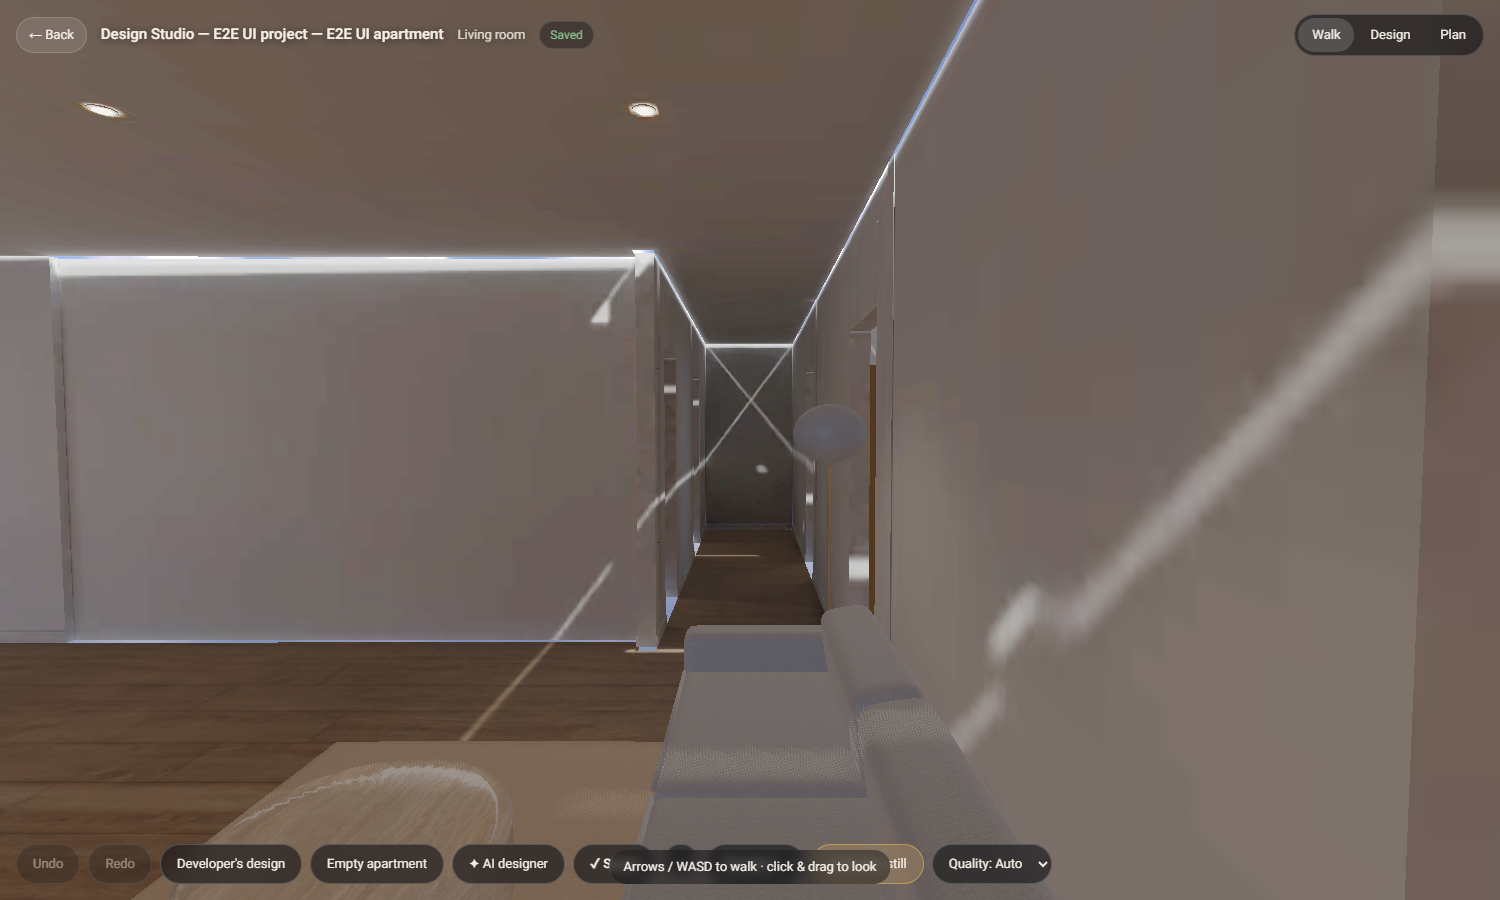 ← Back
Design Studio — E2E UI project — E2E UI apartment
Living room
Saved
Walk
Design
Plan
Undo
Redo
Developer's design
Empty apartment
✦ AI designer
✓ S
Arrows / WASD to walk · click & drag to look
still
Quality: Auto